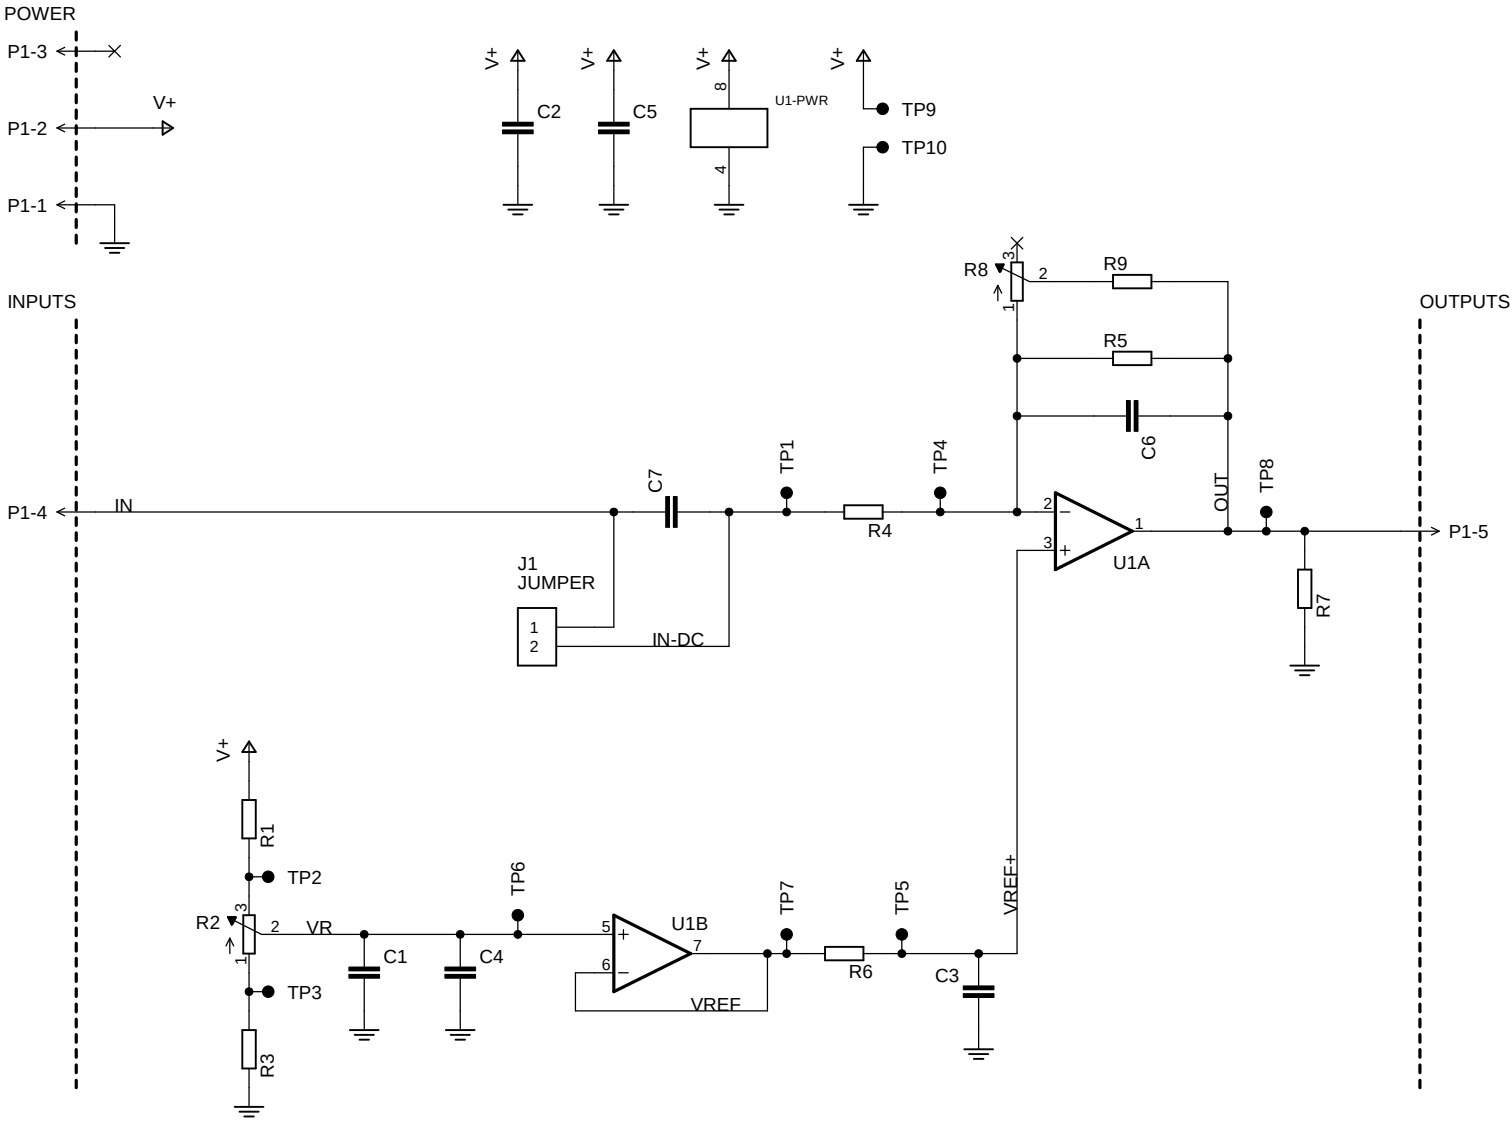 POWER
P1-3
V+
P1-2
P1-1
V+
C2
V+
C5
V+
8
U1-PWR
4
V+
TP9
TP10
INPUTS
OUTPUTS
R8
3
2
1
R9
R5
C6
P1-4
IN
C7
TP1
R4
TP4
2
3
1
U1A
OUT
TP8
P1-5
R7
J1
JUMPER
1
2
IN-DC
V+
R1
TP2
R2
3
2
1
VR
TP3
R3
C1
C4
TP6
5
6
7
U1B
VREF
TP7
R6
TP5
C3
VREF+